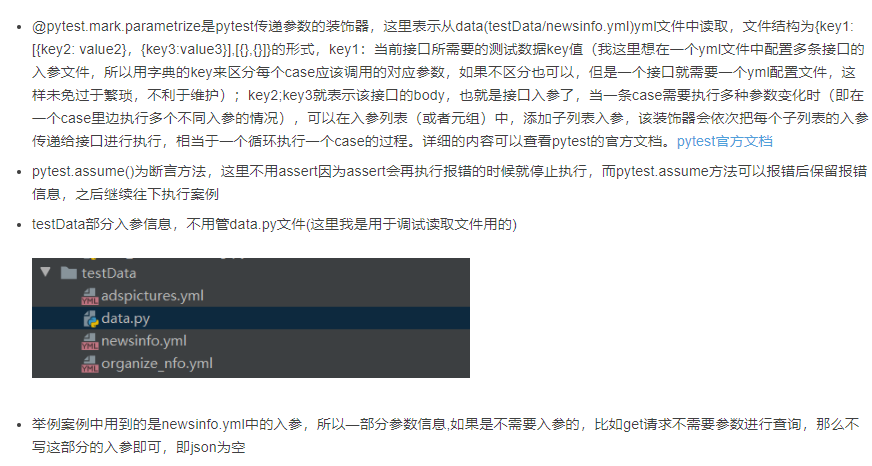 @pytest.mark.parametrize是pytest传递参数的装饰器，这里表示从data(testData/newsinfo.yml)yml文件中读取，文件结构为{key1:
[{key2: value2}，{key3:value3}],[{},{}]}的形式，key1：当前接口所需要的测试数据key值（我这里想在一个yml文件中配置多条接口的
入参文件，所以用字典的key来区分每个case应该调用的对应参数，如果不区分也可以，但是一个接口就需要一个yml配置文件，这
样未免过于繁琐，不利于维护）；key2;key3就表示该接口的body，也就是接口入参了，当一条case需要执行多种参数变化时（即在
一个case里边执行多个不同入参的情况），可以在入参列表（或者元组）中，添加子列表入参，该装饰器会依次把每个子列表的入参
传递给接口进行执行，相当于一个循环执行一个case的过程。详细的内容可以查看pytest的官方文档。pytest官方文档
pytest.assume()为断言方法，这里不用assert因为assert会再执行报错的时候就停止执行，而pytest.assume方法可以报错后保留报错
信息，之后继续往下执行案例
testData部分入参信息，不用管data.py文件(这里我是用于调试读取文件用的)
testData
adspictures.yml
data.py
newsinfo.yml
organize_nfo.yml
举例案例中用到的是newsinfo.yml中的入参，所以—部分参数信息,如果是不需要入参的，比如get请求不需要参数进行查询，那么不
写这部分的入参即可，即json为空